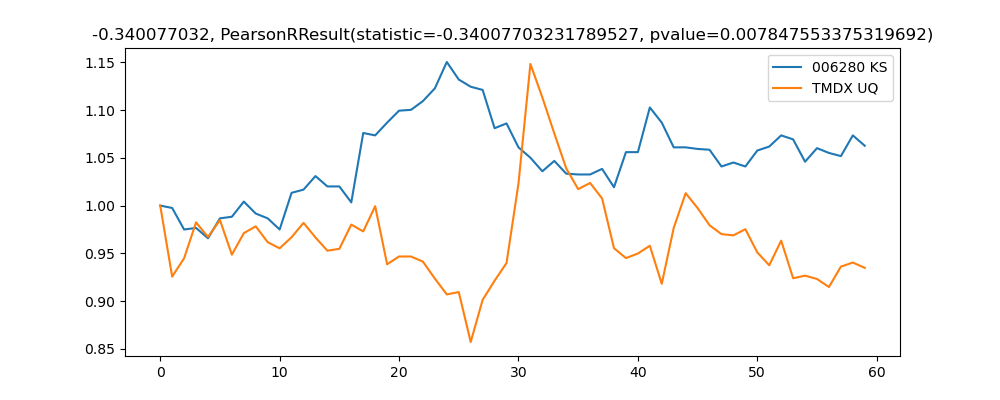 -0.340077032, PearsonRResult(statistic=-0.34007703231789527, pvalue=0.007847553375319692)
006280 KS
TMDX UQ
1.15
1.10
1.05
1.00
0.95
0.90
0.85
0 10 20 30 40 50 60